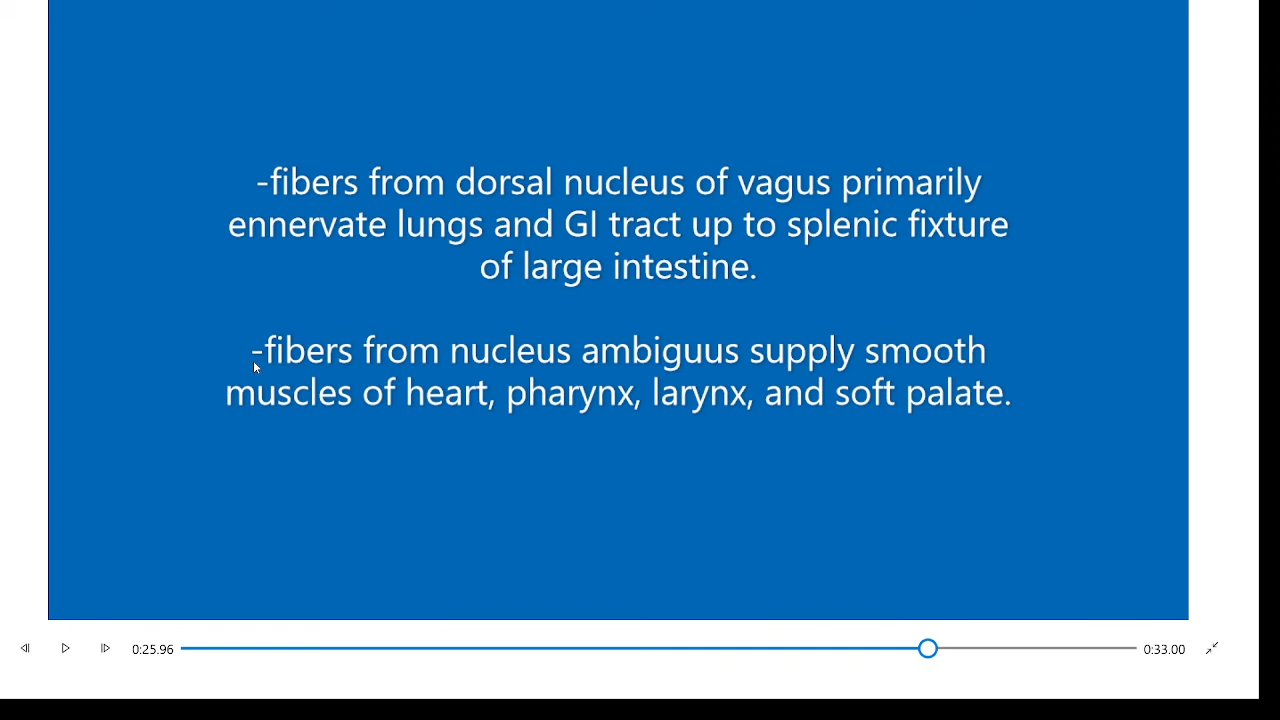 -fibers from dorsal nucleus of vagus primarily
ennervate lungs and GI tract up to splenic fixture
of large intestine.
-fibers from nucleus ambiguus supply smooth
muscles of heart, pharynx, larynx, and soft palate.
0:25.96
0:33.00